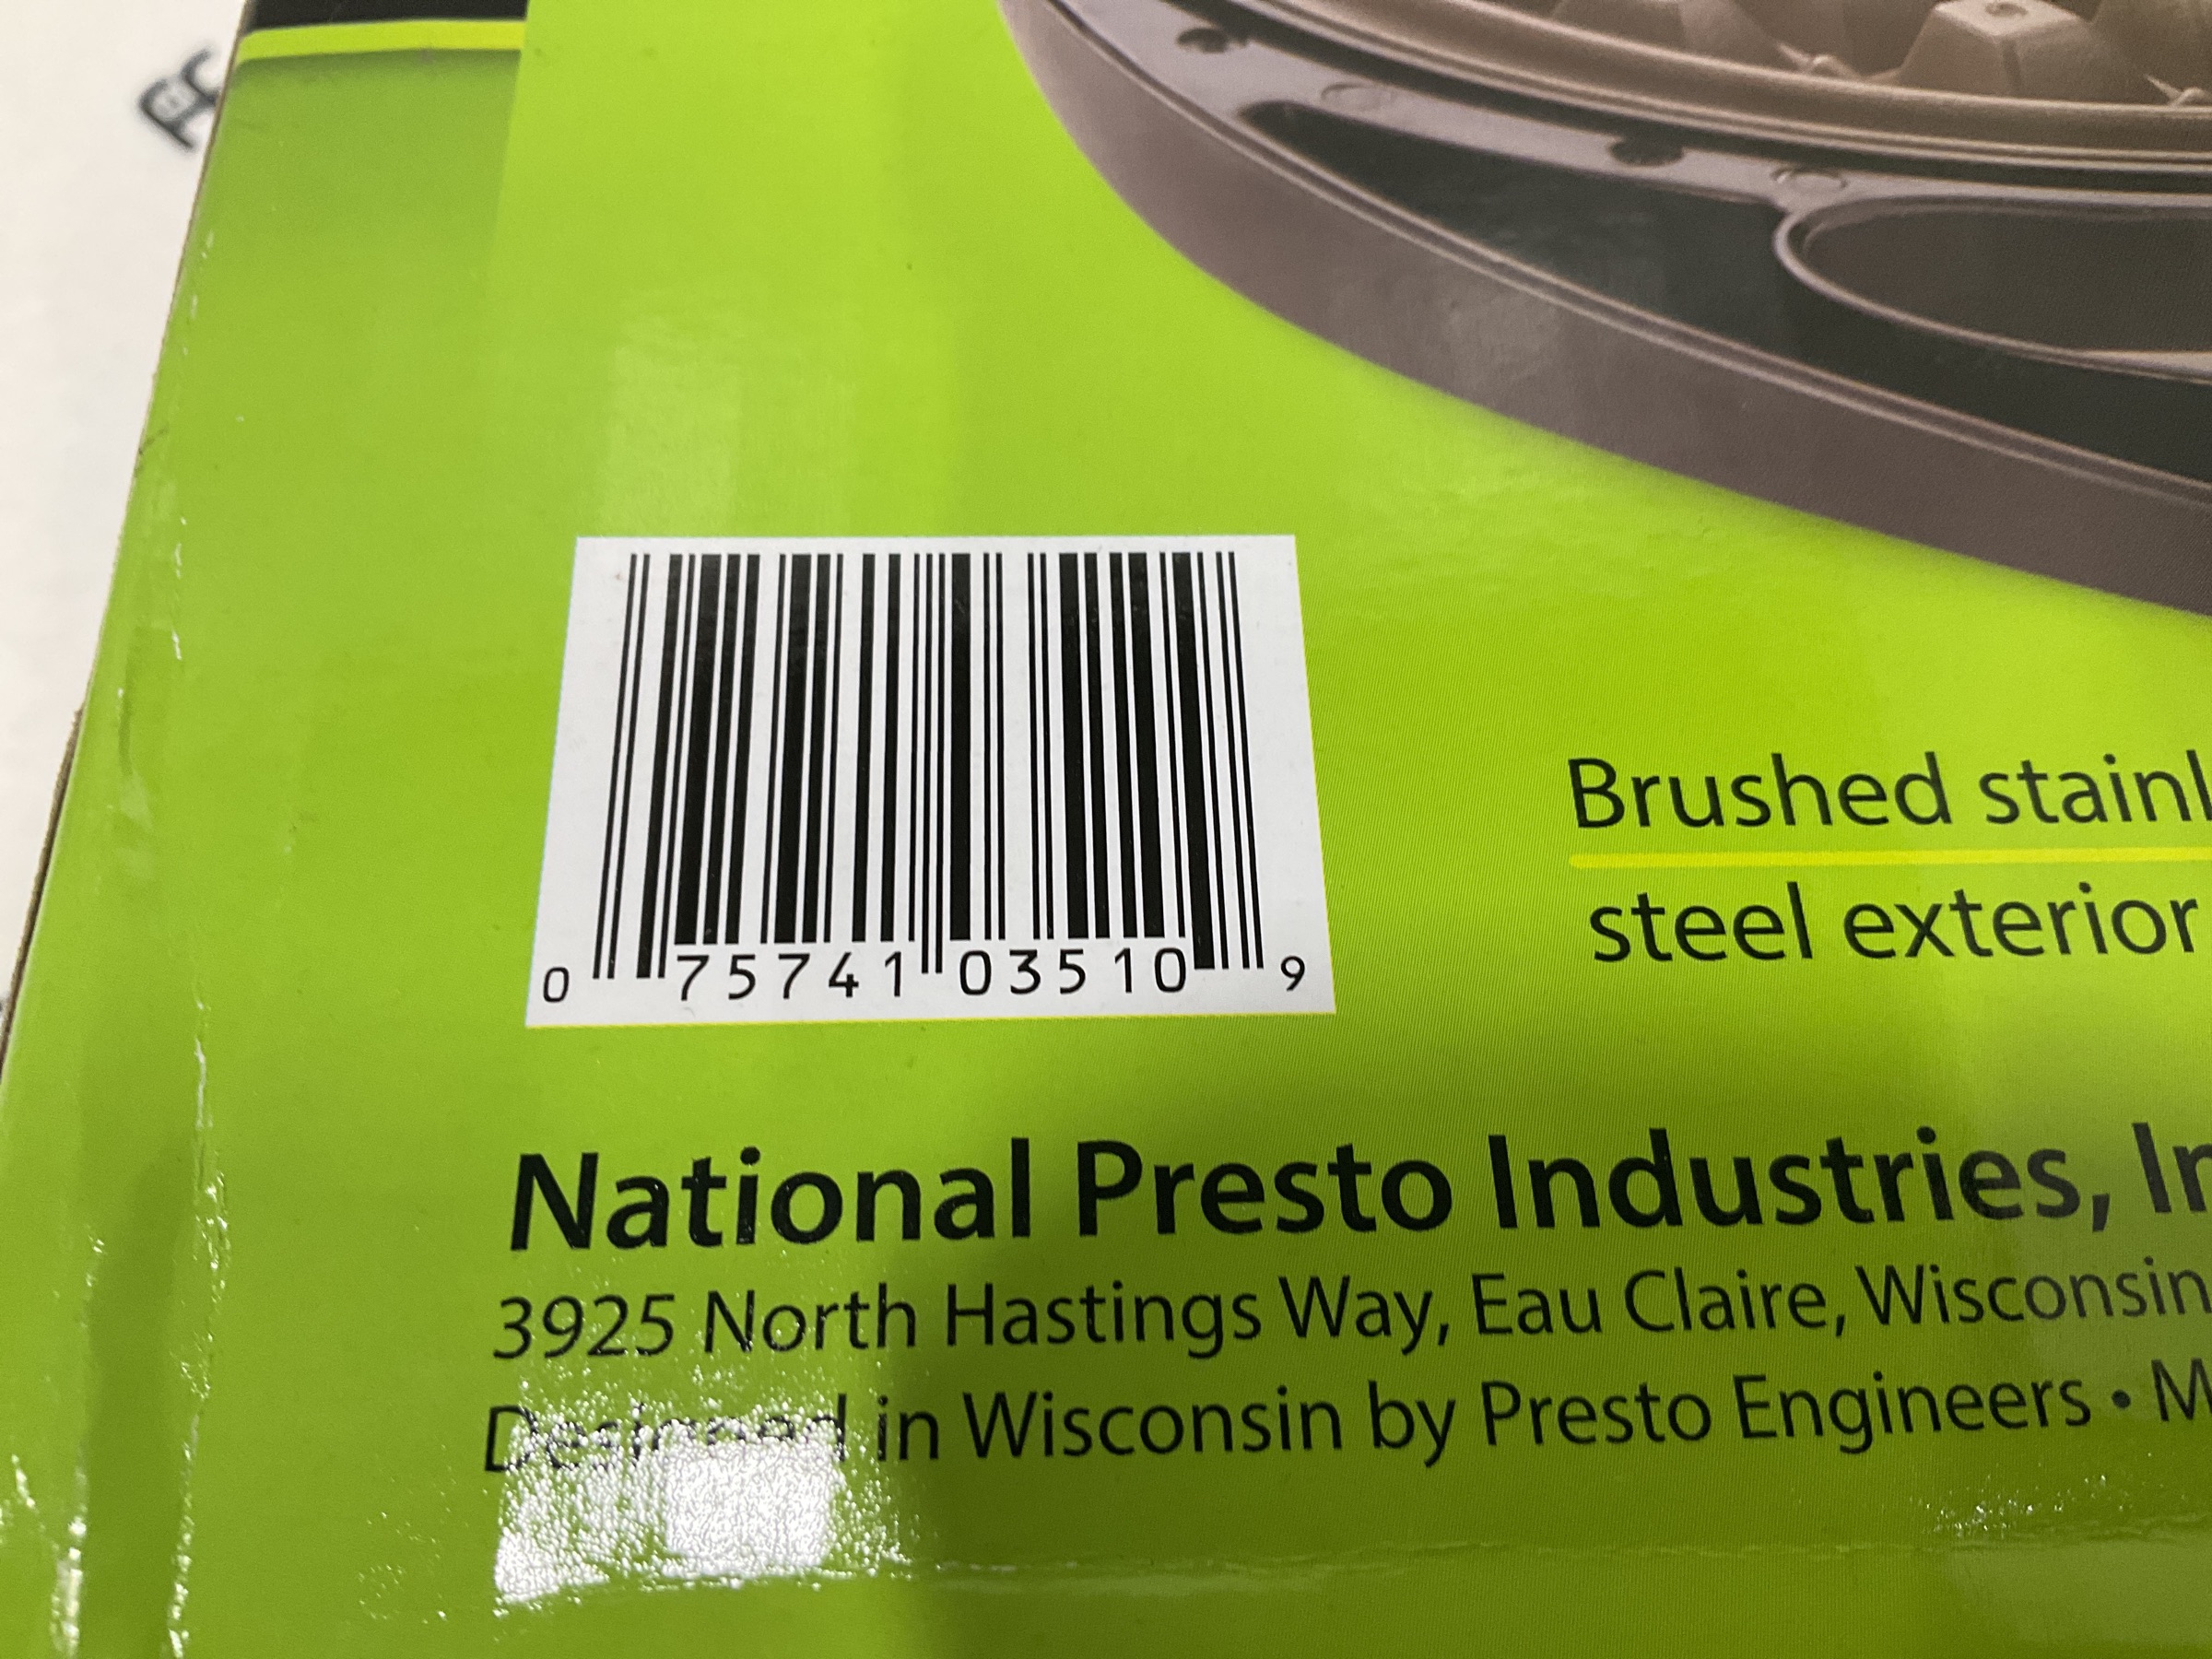 0 75741 03510 9
Brushed stainl
steel exterior
National Presto Industries, In
3925 North Hastings Way, Eau Claire, Wisconsin
Designed in Wisconsin by Presto Engineers • M